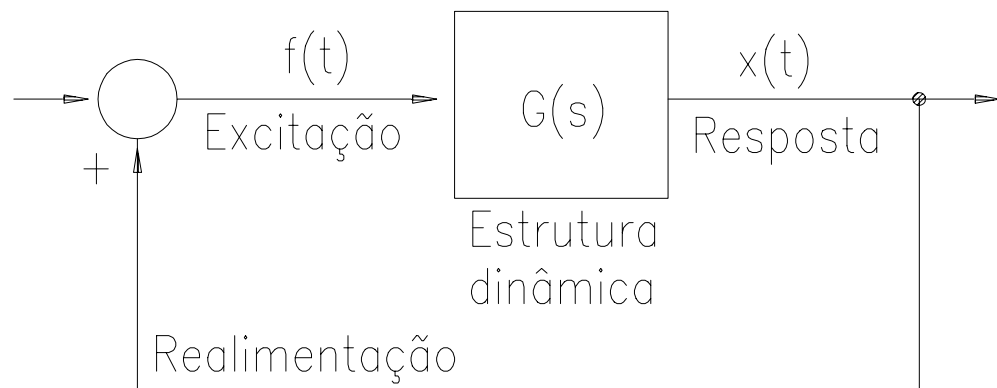 f(t)
x(t)
G(s)
Excitação
Resposta
+
Estrutura
dinâmica
Realimentação